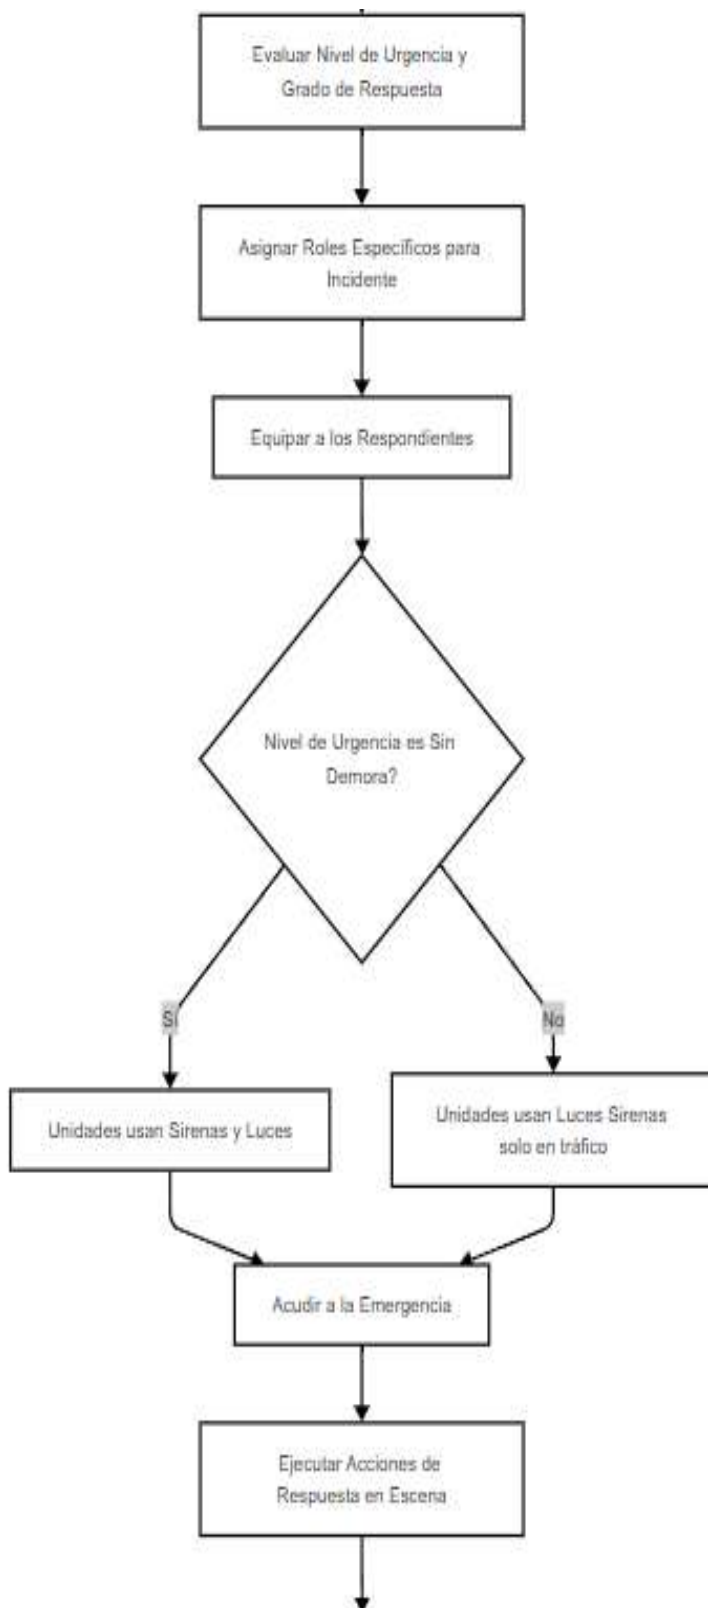 Evaluar Nivel de Urgencia y
Grado de Respuesta
Asignar Roles Específicos para
Incidente
Equipar a los Respondientes
Nivel de Urgencia es Sin
Demora?
Sí
No
Unidades usan Sirenas y Luces
Unidades usan Luces Sirenas
solo en tráfico
Acudir a la Emergencia
Ejecutar Acciones de
Respuesta en Escena